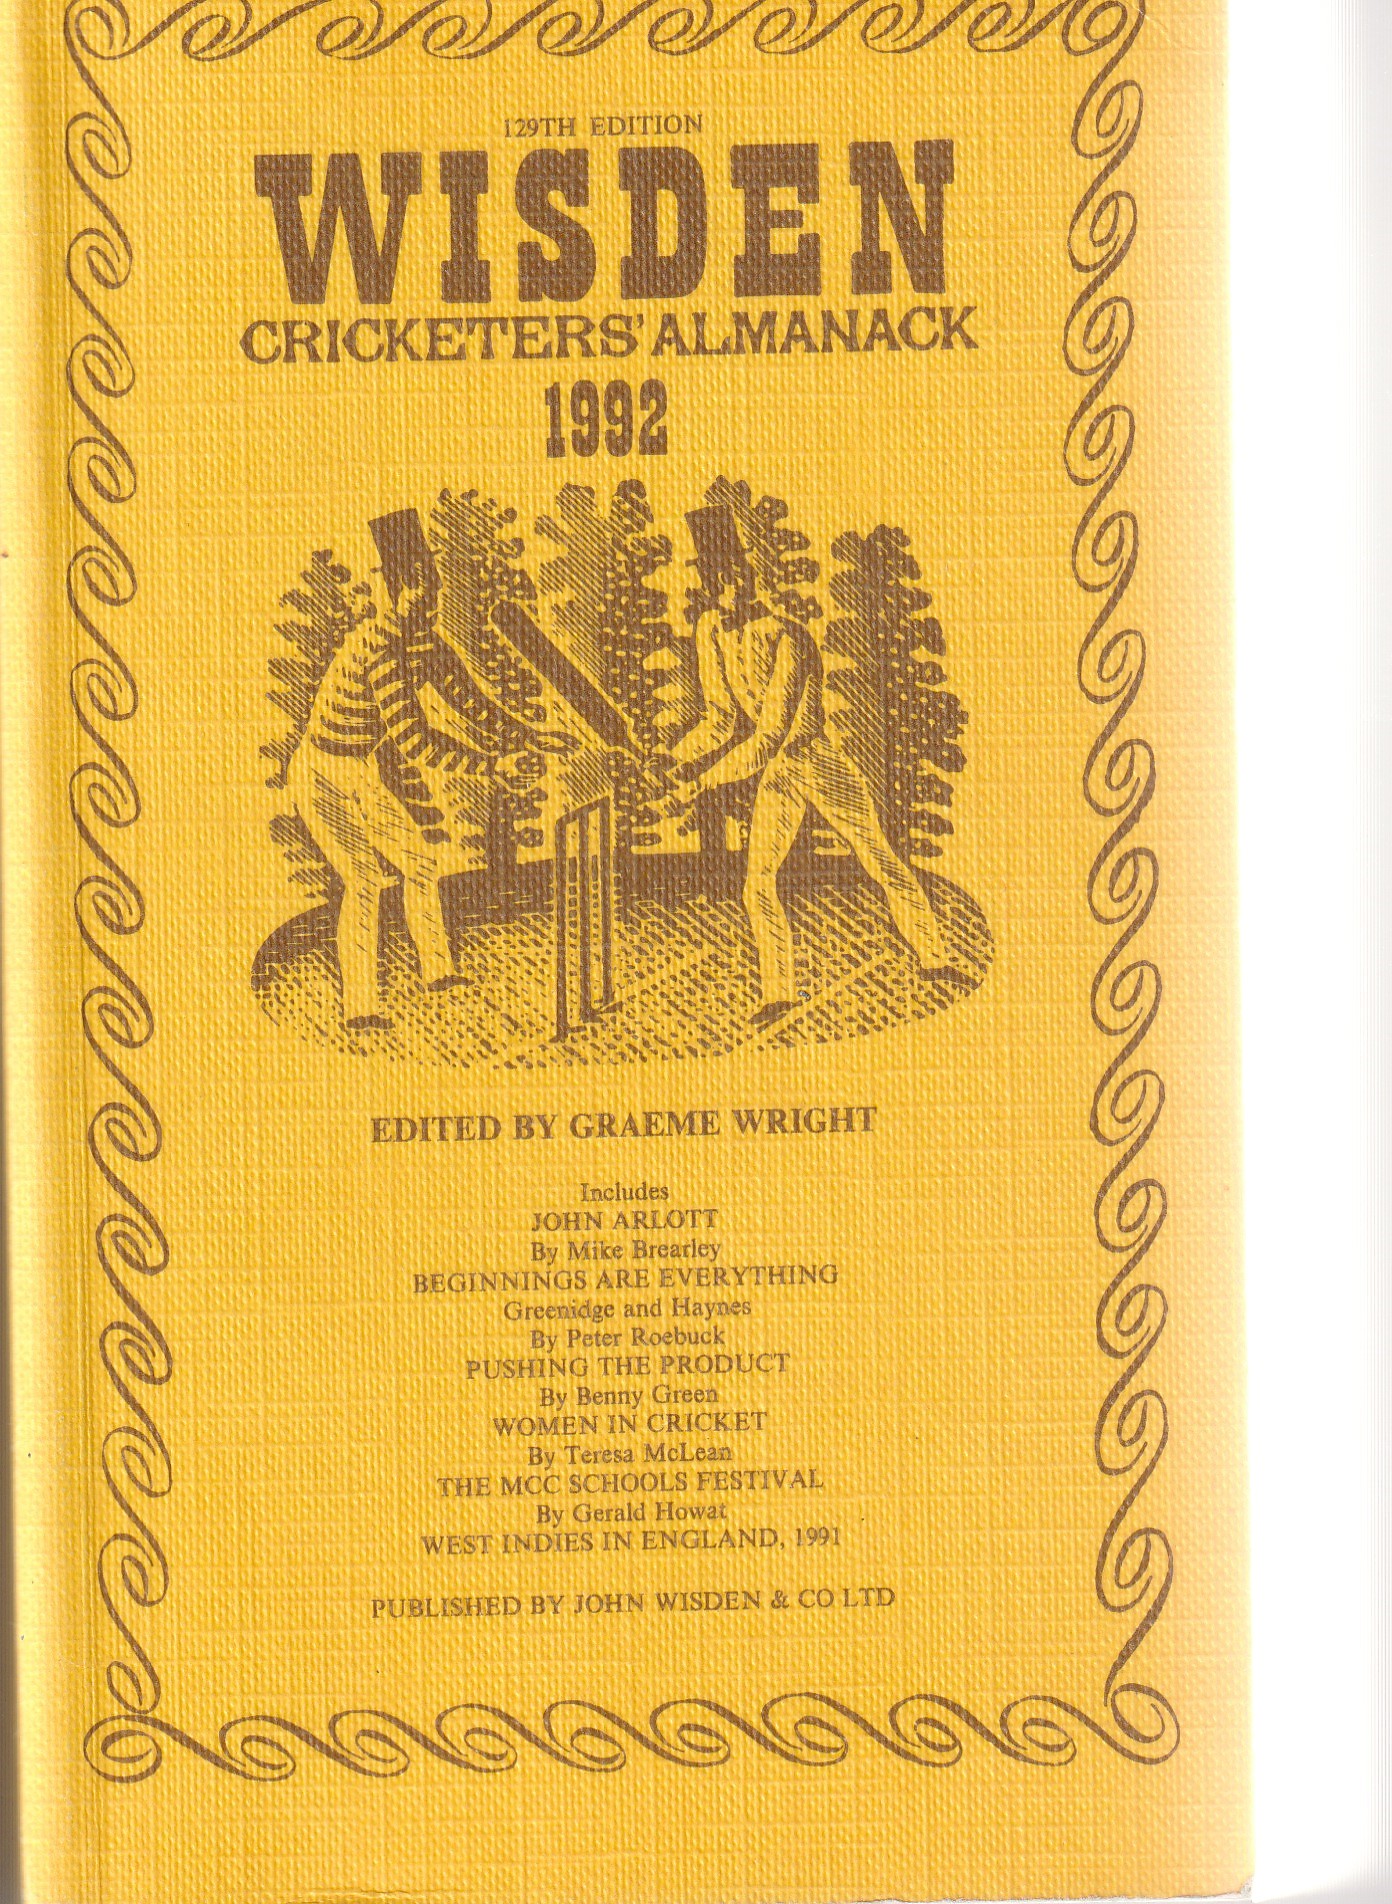 129TH EDITION
WISDEN
CRICKETERS' ALMANACK
1992
EDITED BY GRAEME WRIGHT
Includes
JOHN ARLOTT
By Mike Brearley
BEGINNINGS ARE EVERYTHING
Greenidge and Haynes
By Peter Roebuck
PUSHING THE PRODUCT
By Benny Green
WOMEN IN CRICKET
By Teresa McLean
THE MCC SCHOOLS FESTIVAL
By Gerald Howat
WEST INDIES IN ENGLAND, 1991
PUBLISHED BY JOHN WISDEN & CO LTD